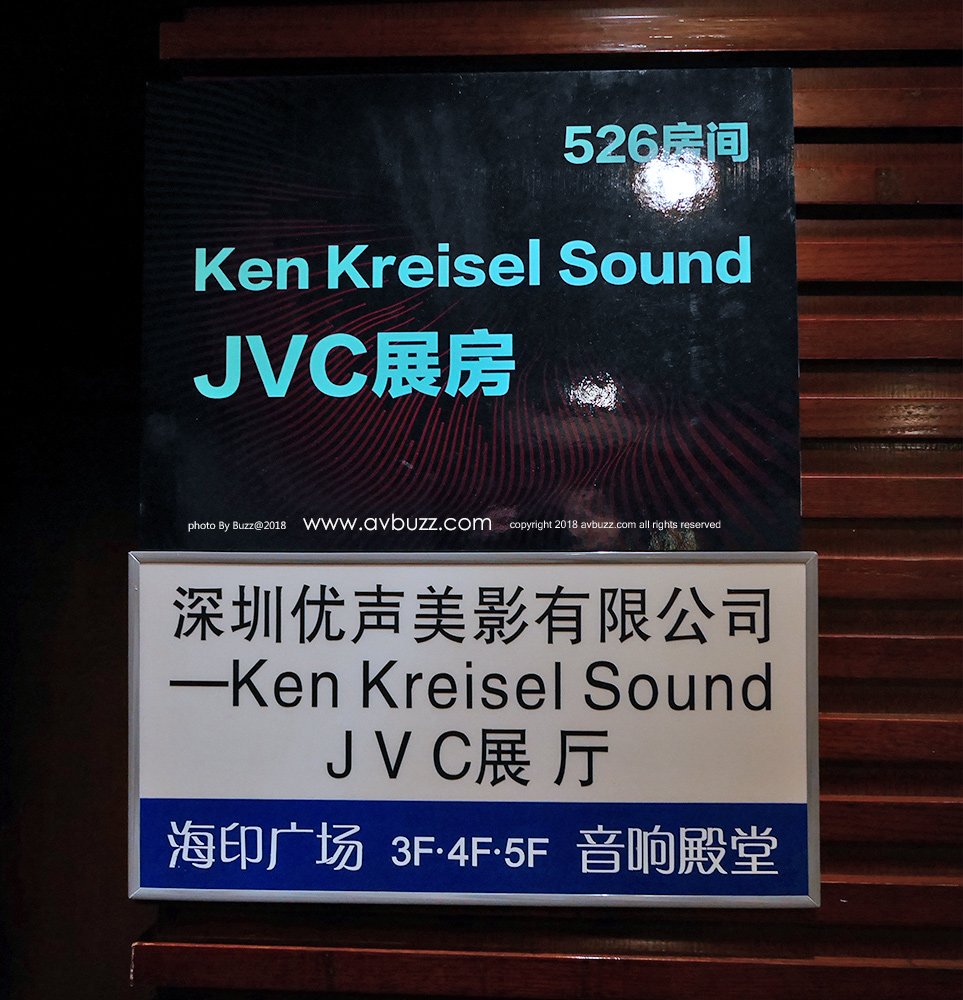 526房间
Ken Kreisel Sound
JVC展房
photo By Buzz@2018 www.avbuzz.com copyright 2018 avbuzz.com all rights reserved
深圳优声美影有限公司
—Ken Kreisel Sound
JVC展厅
海印广场 3F·4F·5F 音响殿堂